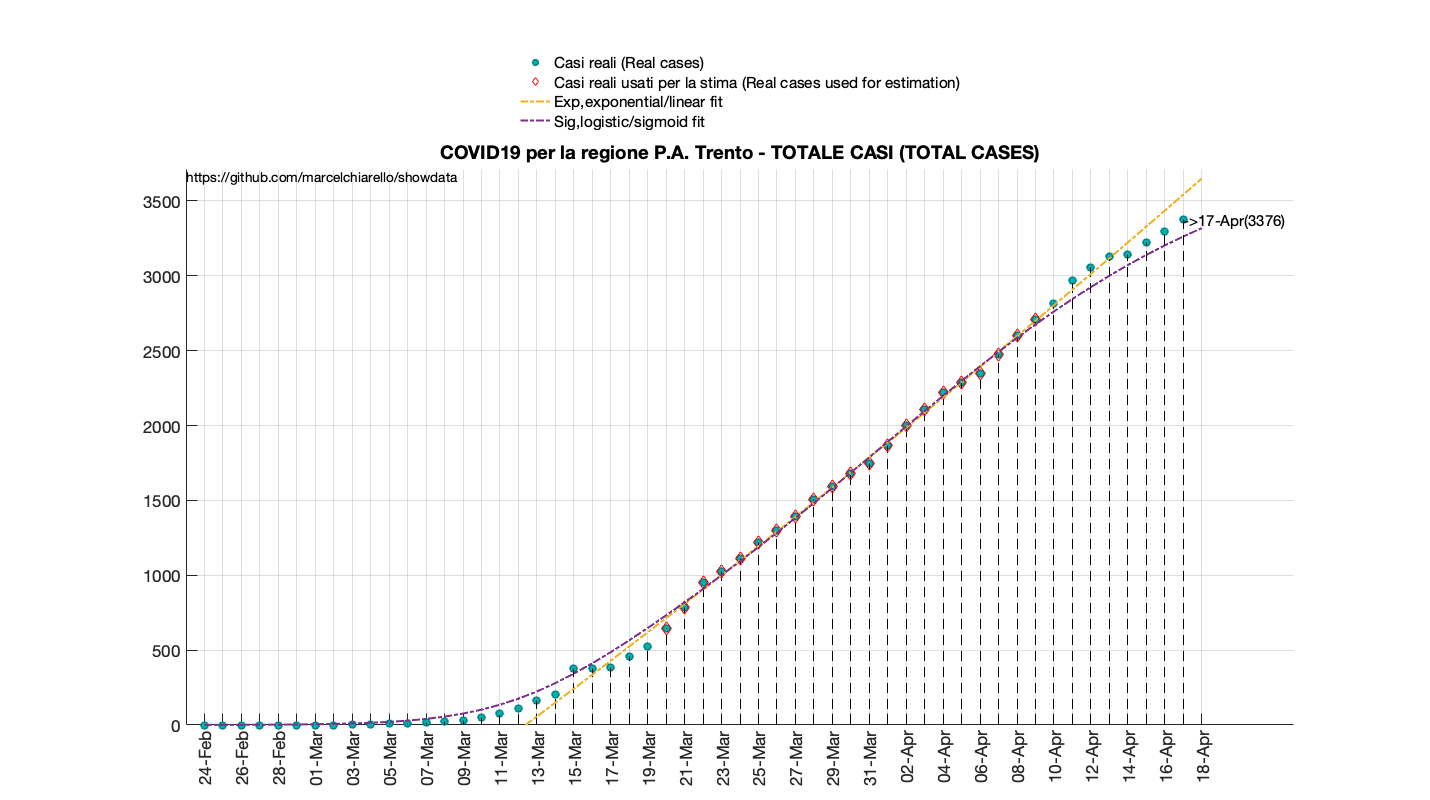 Casi reali (Real cases)
Casi reali usati per la stima (Real cases used for estimation)
Exp,exponential/linear fit
Sig,logistic/sigmoid fit
COVID19 per la regione P.A. Trento - TOTALE CASI (TOTAL CASES)
https://github.com/marcelchiarello/showdata
3500
3000
2500
2000
1500
1000
500
0
->17-Apr(3376)
24-Feb
26-Feb
28-Feb
01-Mar
03-Mar
05-Mar
07-Mar
09-Mar
11-Mar
13-Mar
15-Mar
17-Mar
19-Mar
21-Mar
23-Mar
25-Mar
27-Mar
29-Mar
31-Mar
02-Apr
04-Apr
06-Apr
08-Apr
10-Apr
12-Apr
14-Apr
16-Apr
18-Apr